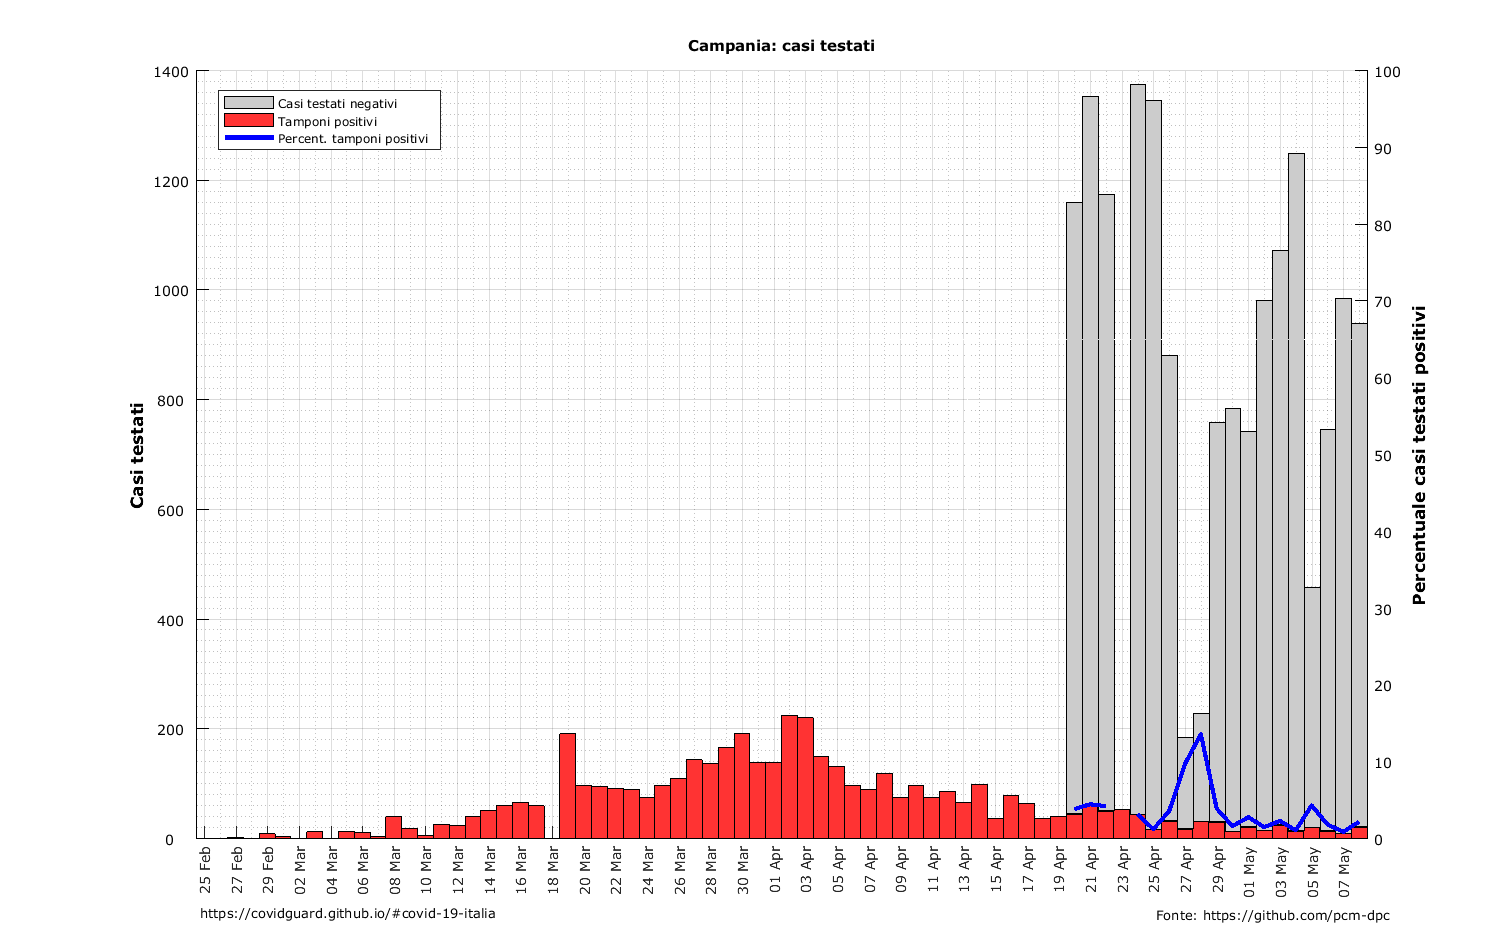 Campania: casi testati
Casi testati negativi
Tamponi positivi
Percent. tamponi positivi
Casi testati
1400
1200
1000
800
600
400
200
0
100
90
80
70
60
50
40
30
20
10
0
Percentuale casi testati positivi
25 Feb
27 Feb
29 Feb
02 Mar
04 Mar
06 Mar
08 Mar
10 Mar
12 Mar
14 Mar
16 Mar
18 Mar
20 Mar
22 Mar
24 Mar
26 Mar
28 Mar
30 Mar
01 Apr
03 Apr
05 Apr
07 Apr
09 Apr
11 Apr
13 Apr
15 Apr
17 Apr
19 Apr
21 Apr
23 Apr
25 Apr
27 Apr
29 Apr
01 May
03 May
05 May
07 May
https://covidguard.github.io/#covid-19-italia
Fonte: https://github.com/pcm-dpc